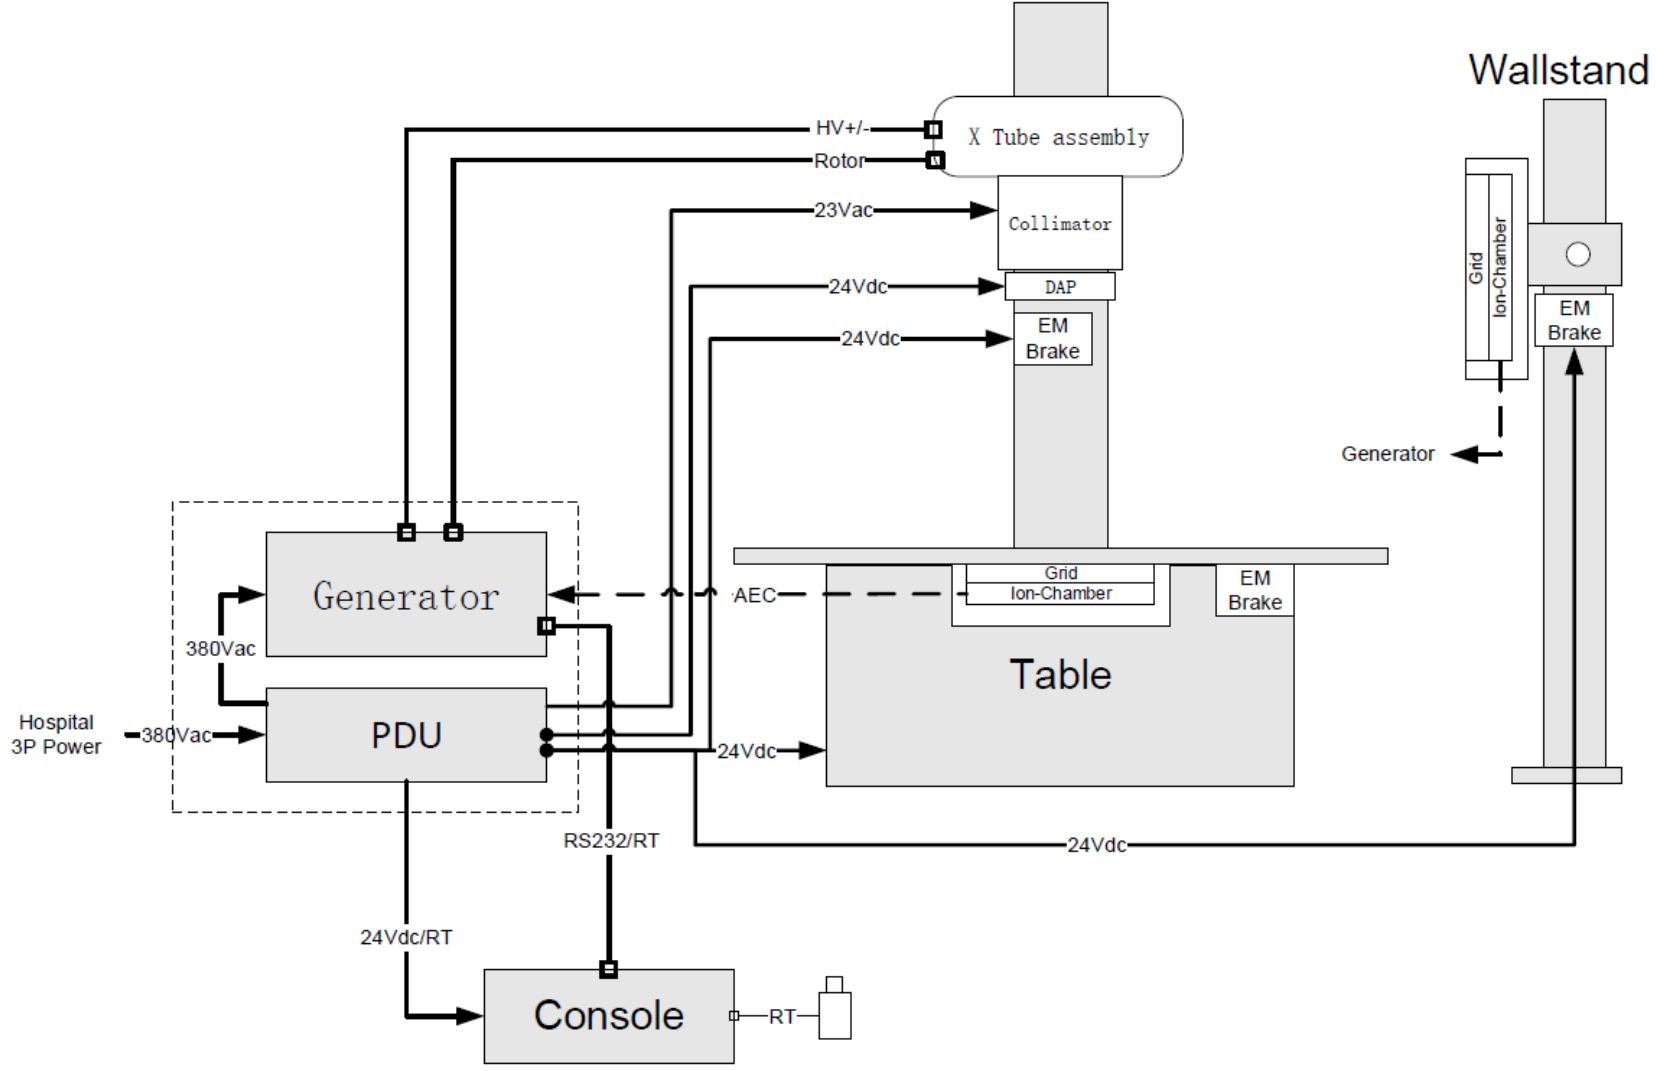 Wallstand
HV+/-
X Tube assembly
Rotor
23Vac
Collimator
Grid
Ion-Chamber
24Vdc
DAP
24Vdc
EM
Brake
EM
Brake
Generator
Generator
AEC
Grid
Ion-Chamber
EM
Brake
380Vac
Table
Hospital
3P Power
380Vac
PDU
24Vdc
RS232/RT
24Vdc
24Vdc/RT
Console
RT